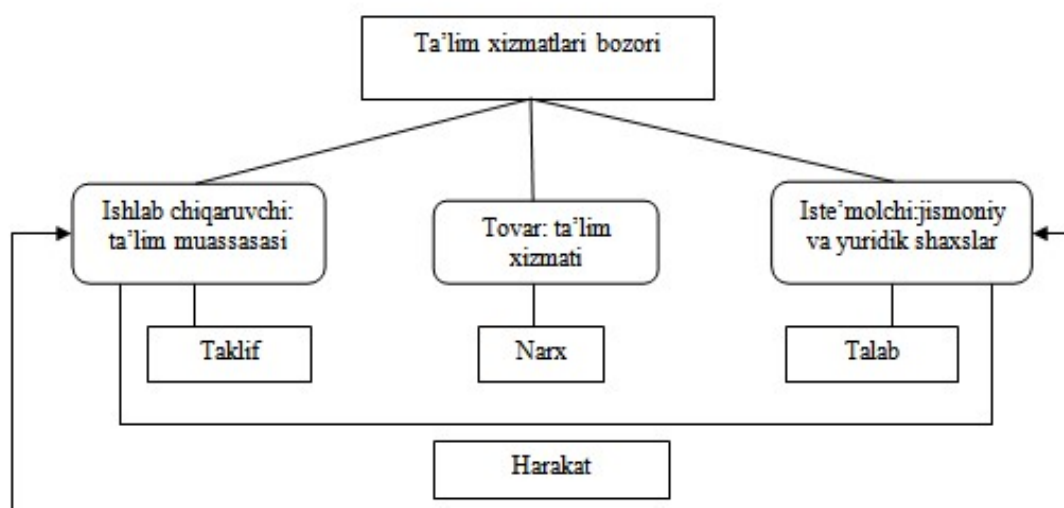 Ta’lim xizmatlari bozori
Ishlab chiqaruvchi:
ta’lim muassasasi
Tovar: ta’lim
xizmati
Iste’molchi:jismoniy
va yuridik shaxslar
Taklif
Narx
Talab
Harakat